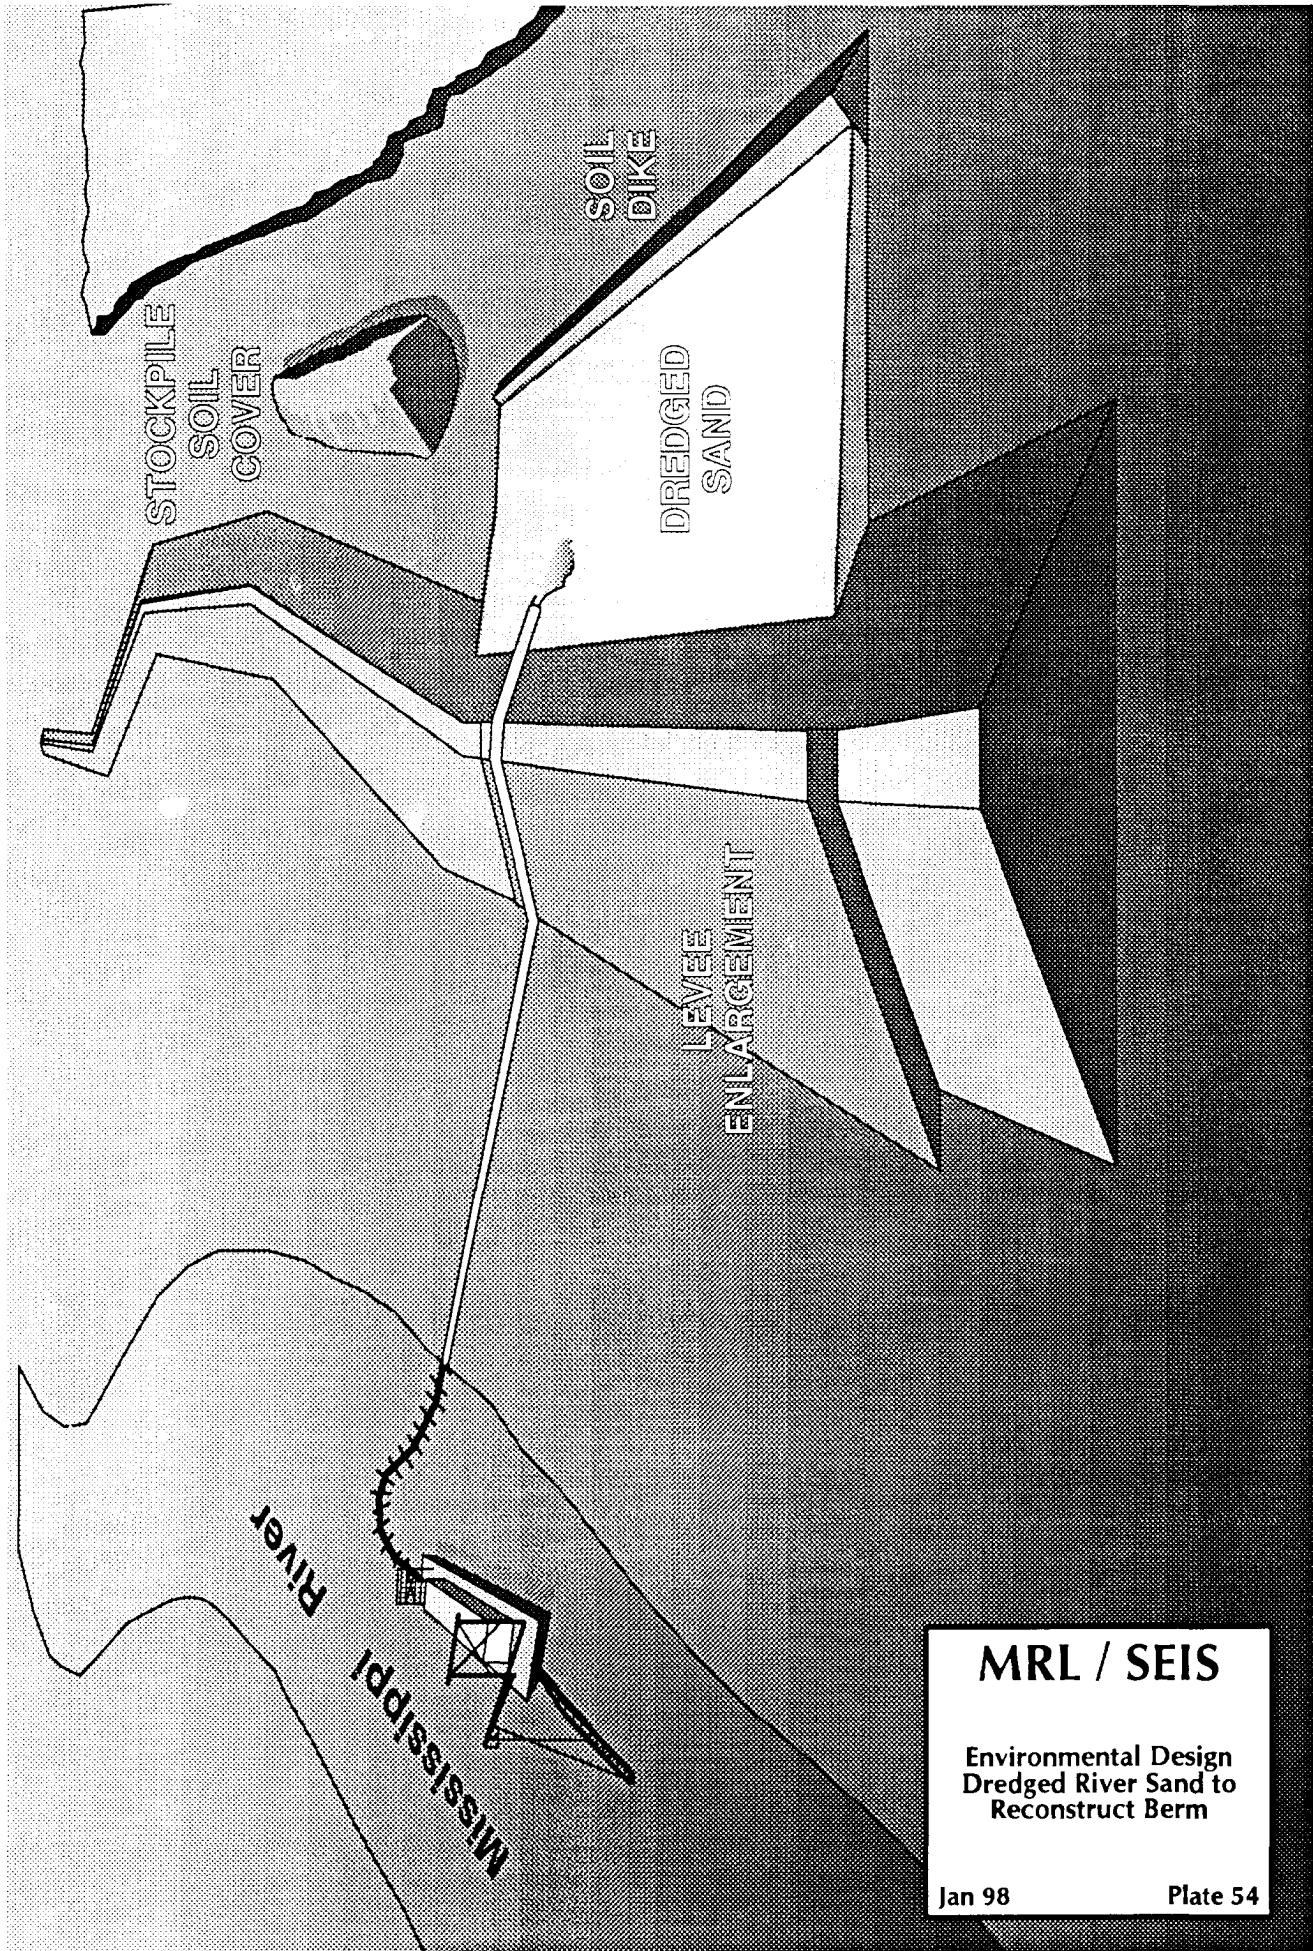 STOCKPILE
SOIL
COVER
SOIL
DIKE
DREDGED
SAND
LEVEE
ENLARGEMENT
Mississippi River
MRL / SEIS
Environmental Design
Dredged River Sand to
Reconstruct Berm
Jan 98 Plate 54